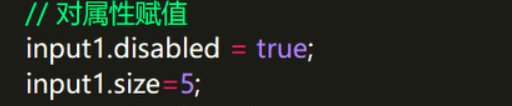 // 对属性赋值
input1.disabled = true;
input1.size=5;